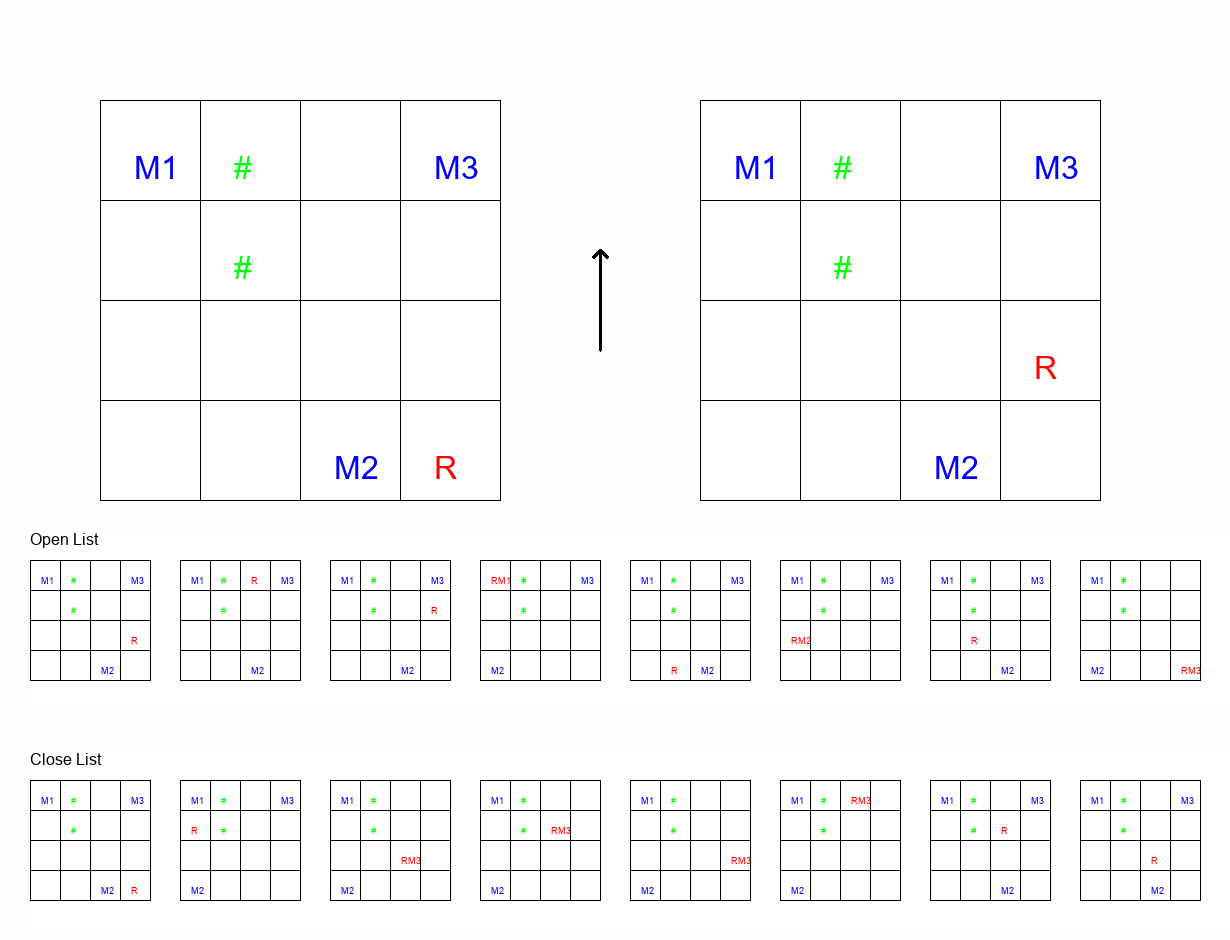 M1 # M3 M1 # M3
# #
R
M2 R M2
Open List
M1 # M3 M1 # R M3 M1 # M3 RM1 # M3 M1 # M3 M1 # M3 M1 # M3 M1 #
# # # R # # # # #
R RM2 R
M2 M2 M2 M2 R M2 M2 M2 RM3
Close List
M1 # M3 M1 # M3 M1 # M1 # M1 # M1 # RM3 M1 # M3 M1 # M3
# R # # # RM3 # # # R #
RM3 RM3 R
M2 R M2 M2 M2 M2 M2 M2 M2